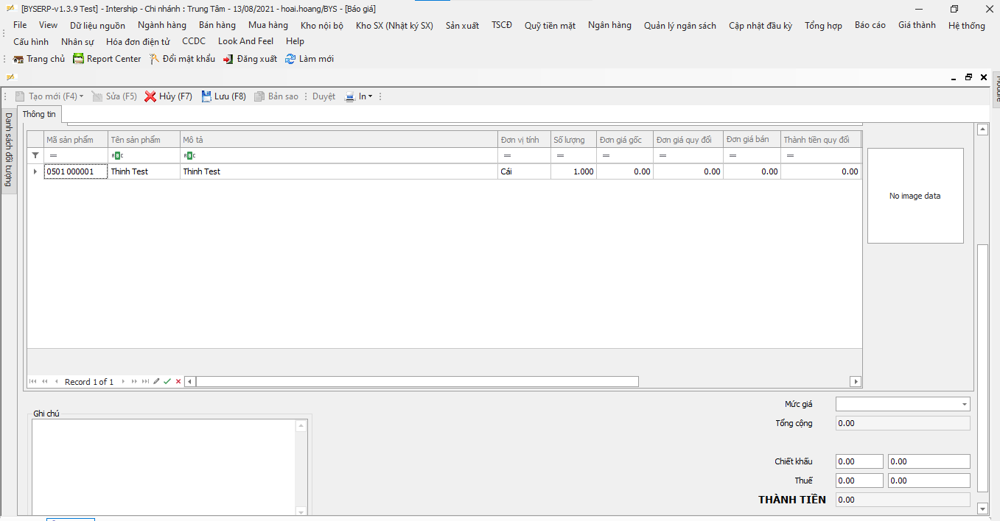 [BYSERP-v1.3.9 Test] - Intership - Chi nhánh : Trung Tâm - 13/08/2021 - hoai.hoang/BYS - [Báo giá]
File View Dữ liệu nguồn Ngành hàng Bán hàng Mua hàng Kho nội bộ Kho SX (Nhật ký SX) Sản xuất TSCĐ Quỹ tiền mặt Ngân hàng Quản lý ngân sách Cập nhật đầu kỳ Tổng hợp Báo cáo Giá thành Hệ thống
Cấu hình Nhân sự Hóa đơn điện tử CCDC Look And Feel Help
Trang chủ Report Center Đổi mật khẩu Đăng xuất Làm mới
Tạo mới (F4) Sửa (F5) Hủy (F7) Lưu (F8) Bản sao Duyệt In
Danh sách đối tượng
Thông tin
Mã sản phẩm Tên sản phẩm Mô tả Đơn vị tính Số lượng Đơn giá gốc Đơn giá quy đổi Đơn giá bán Thành tiền quy đổi
= ABC ABC = = = = = =
0501000001 Thinh Test Thinh Test Cái 1.000 0.00 0.00 0.00 0.00
No image data
Record 1 of 1
Ghi chú
Mức giá
Tổng cộng 0.00
Chiết khấu 0.00 0.00
Thuế 0.00 0.00
THÀNH TIỀN 0.00